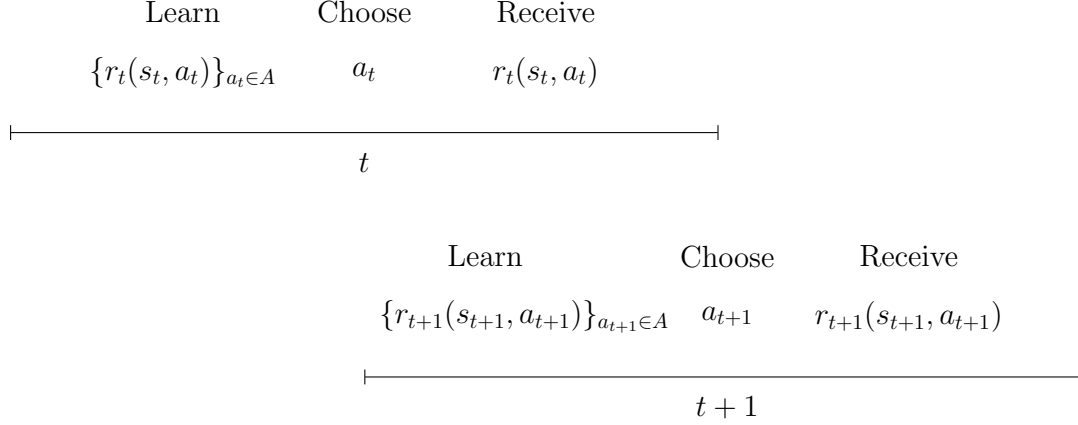 Learn Choose Receive
{r_t(s_t, a_t)}_{a_t∈A} a_t r_t(s_t, a_t)
t
Learn Choose Receive
{r_{t+1}(s_{t+1}, a_{t+1})}_{a_{t+1}∈A} a_{t+1} r_{t+1}(s_{t+1}, a_{t+1})
t + 1